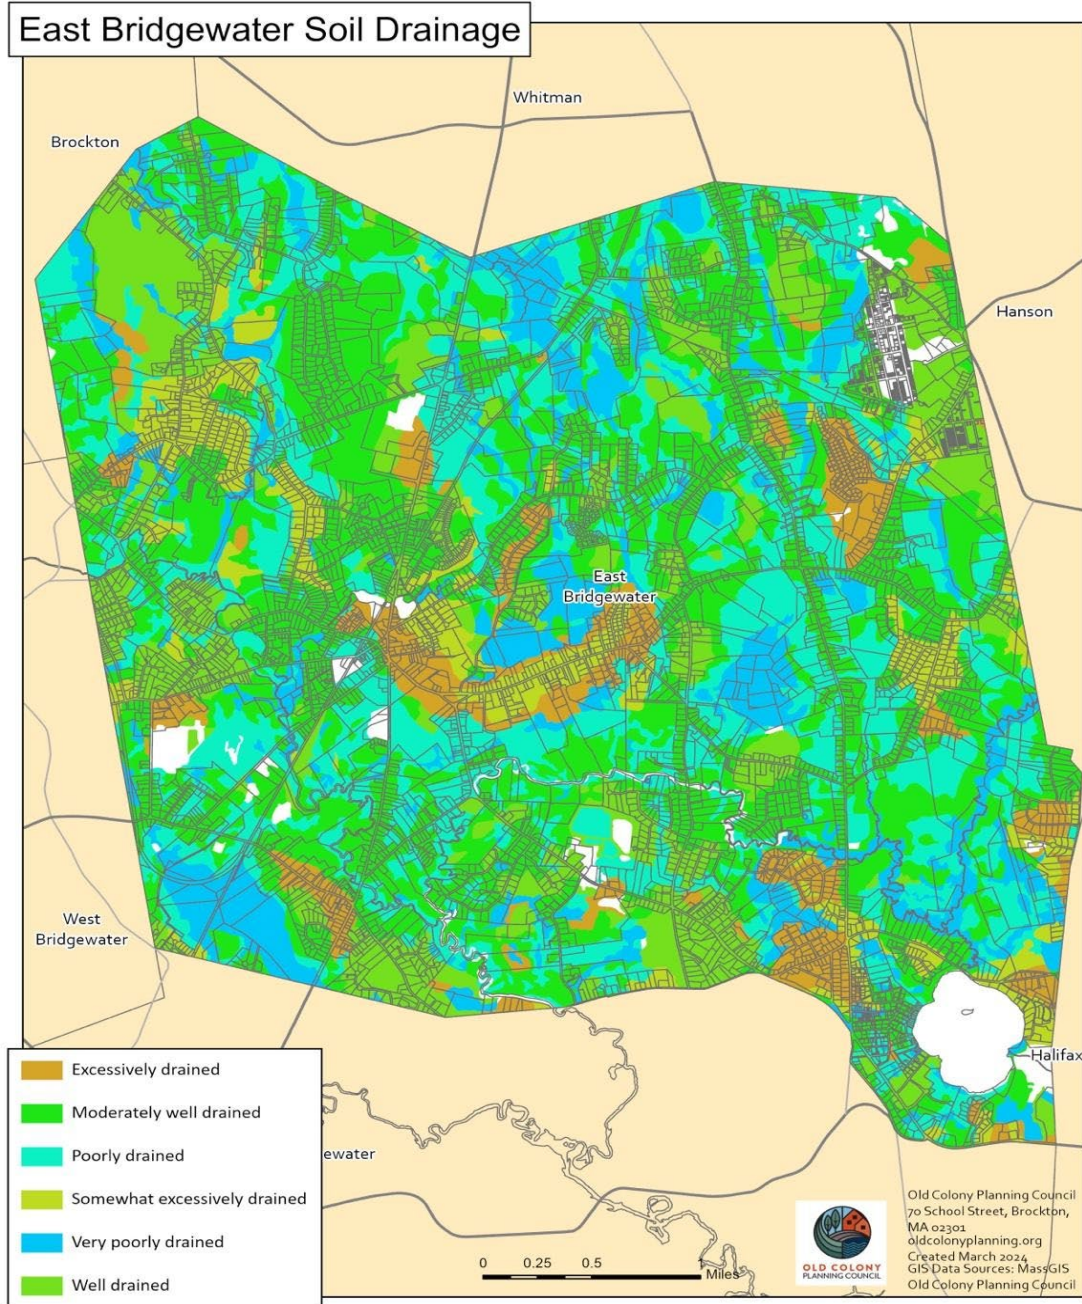 East Bridgewater Soil Drainage
Whitman
Brockton
Hanson
East
Bridgewater
West
Bridgewater
Halifax
Excessively drained
Moderately well drained
Poorly drained
Somewhat excessively drained
Very poorly drained
Well drained
ewater
0 0.25 0.5 1
Miles
OLD COLONY
PLANNING COUNCIL
Old Colony Planning Council
70 School Street, Brockton,
MA 02301
oldcolonyplanning.org
Created March 2024
GIS Data Sources: MassGIS
Old Colony Planning Council